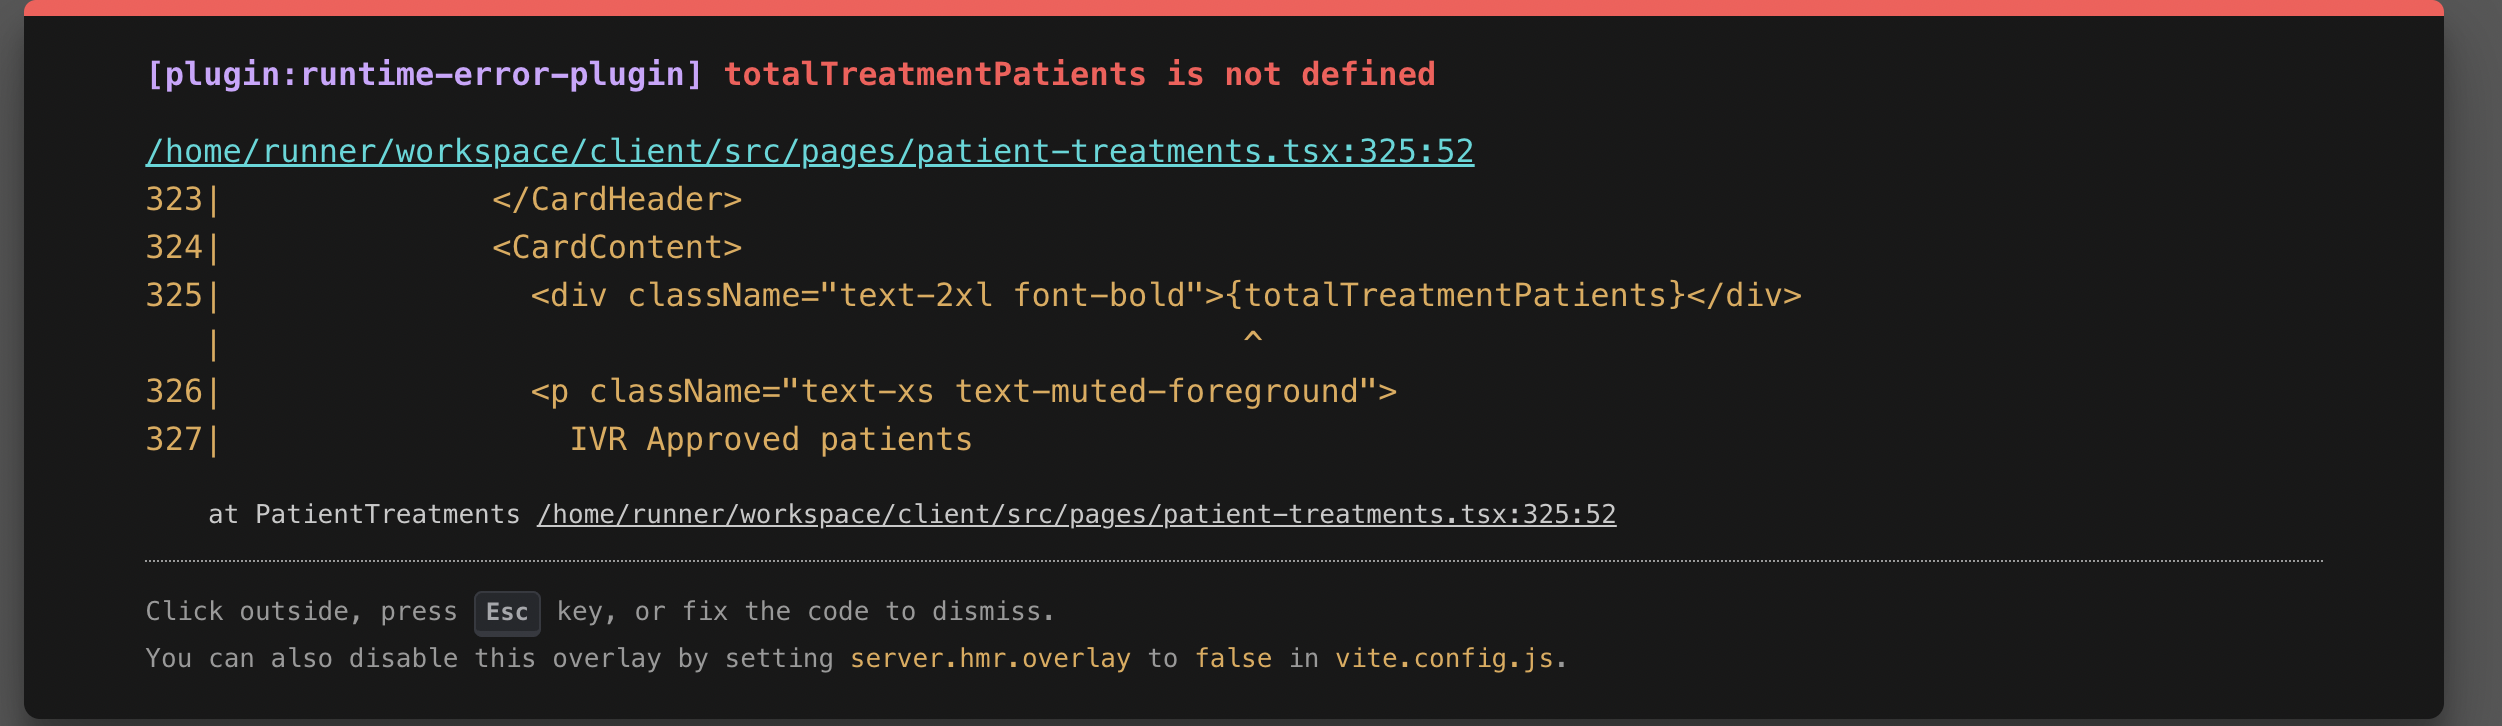 [plugin:runtime-error-plugin] totalTreatmentPatients is not defined
/home/runner/workspace/client/src/pages/patient-treatments.tsx:325:52
323|              </CardHeader>
324|              <CardContent>
325|                <div className="text-2xl font-bold">{totalTreatmentPatients}</div>
   |                                                     ^
326|                <p className="text-xs text-muted-foreground">
327|                  IVR Approved patients
at PatientTreatments /home/runner/workspace/client/src/pages/patient-treatments.tsx:325:52
Click outside, press Esc key, or fix the code to dismiss.
You can also disable this overlay by setting server.hmr.overlay to false in vite.config.js.